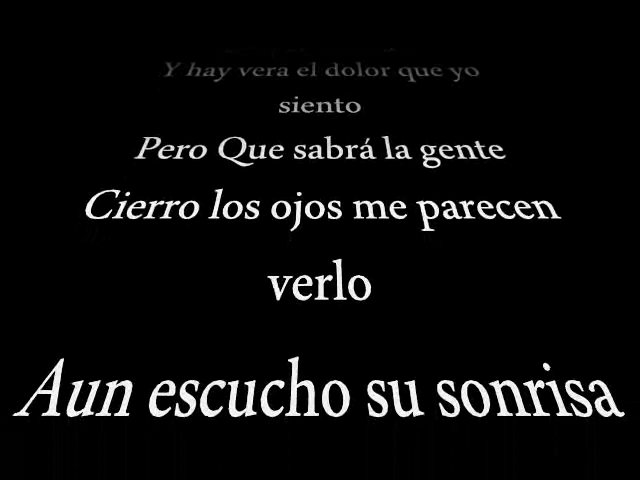 Y hay vera el dolor que yo
siento
Pero Que sabrá la gente
Cierro los ojos me parecen
verlo
Aun escucho su sonrisa